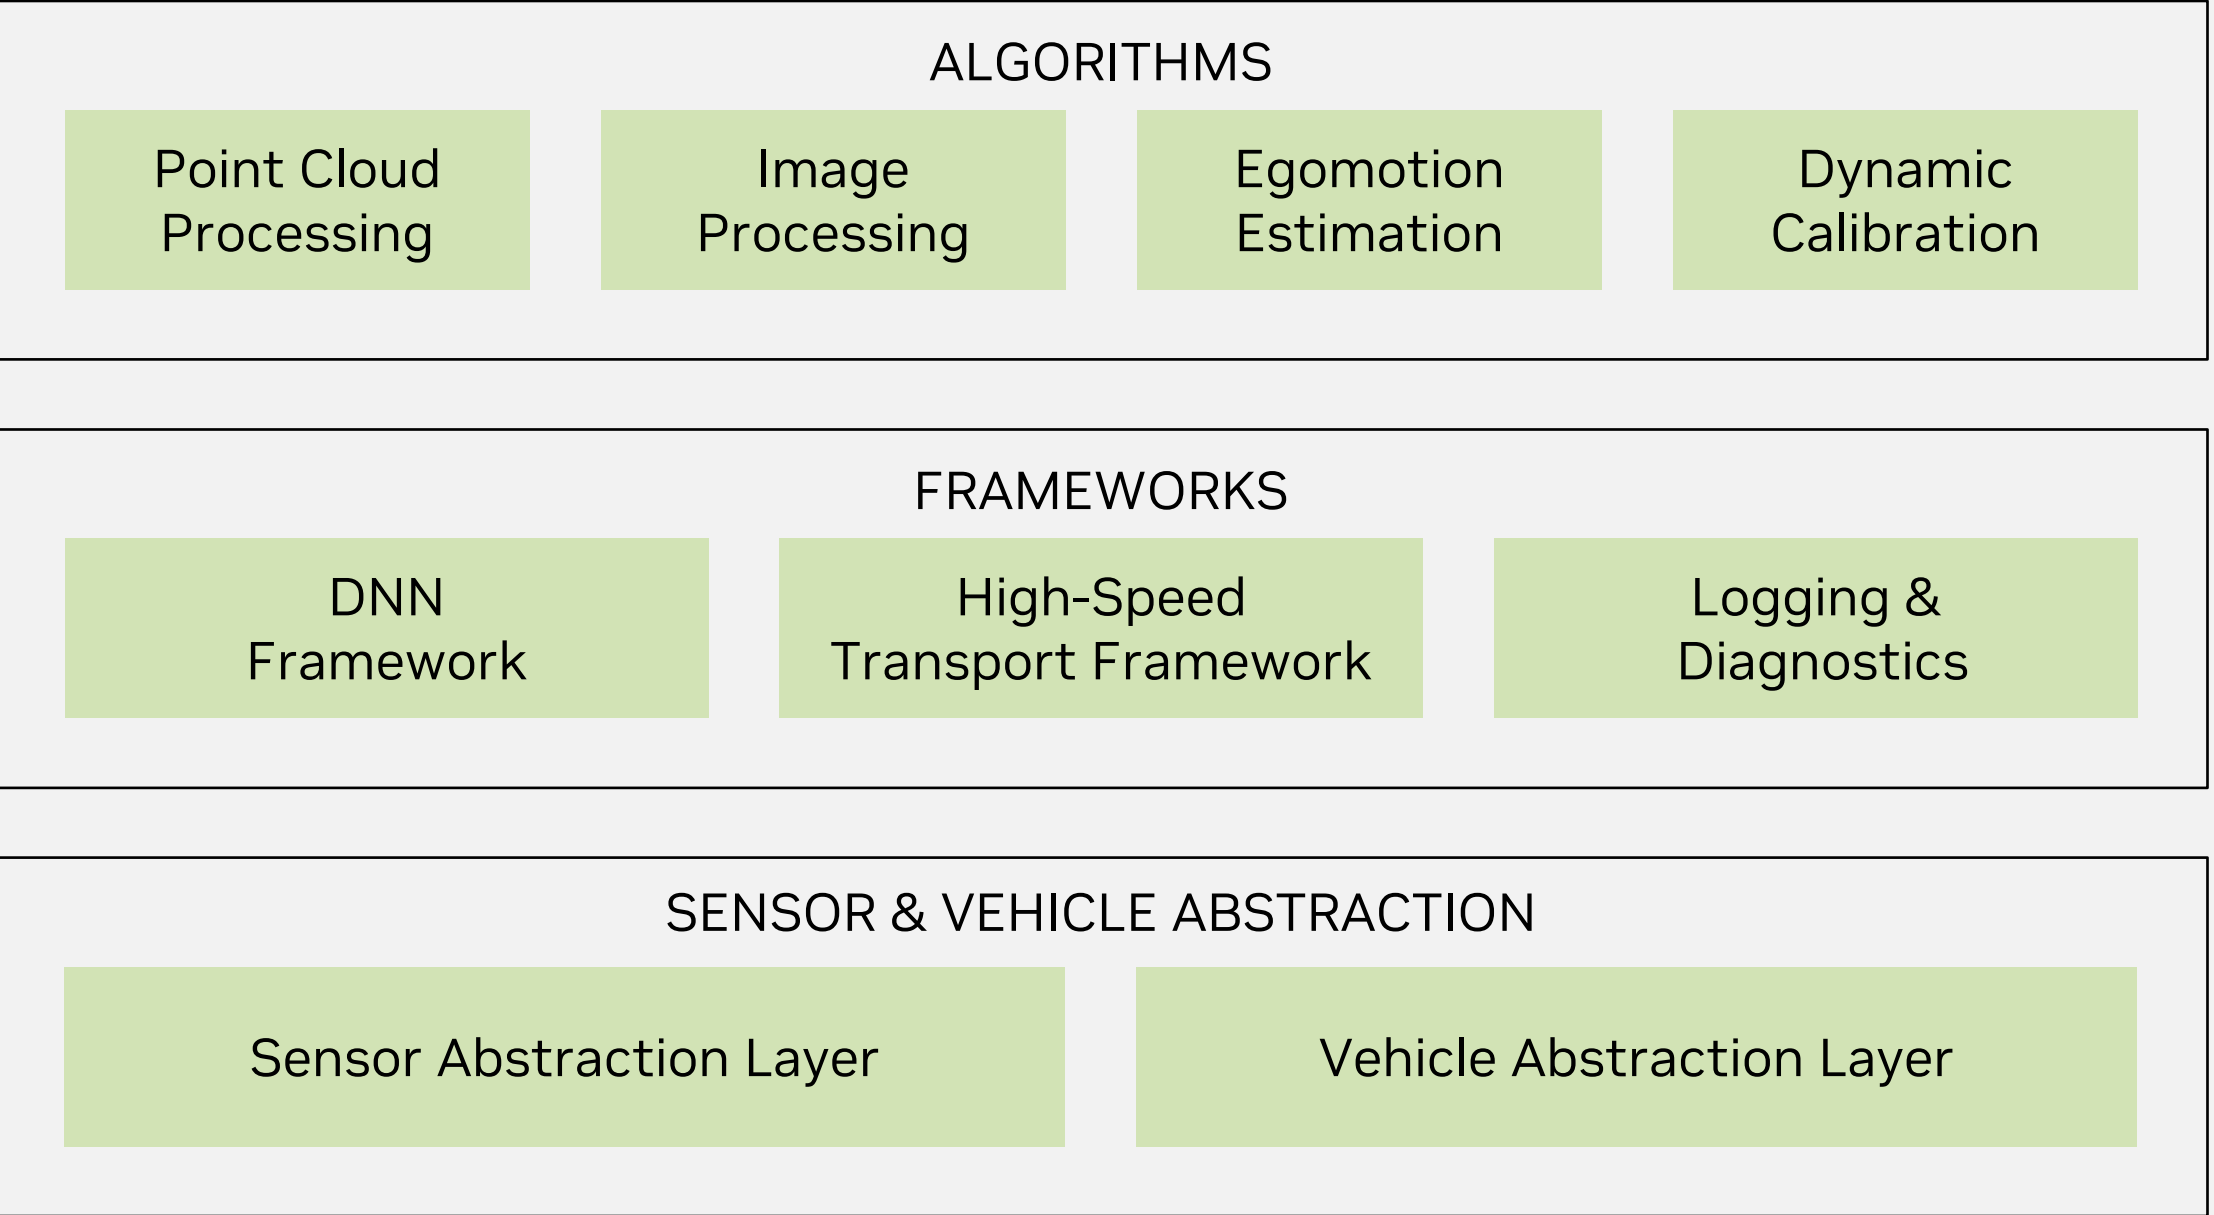 ALGORITHMS
Point Cloud
Processing
Image
Processing
Egomotion
Estimation
Dynamic
Calibration
FRAMEWORKS
DNN
Framework
High-Speed
Transport Framework
Logging &
Diagnostics
SENSOR & VEHICLE ABSTRACTION
Sensor Abstraction Layer
Vehicle Abstraction Layer